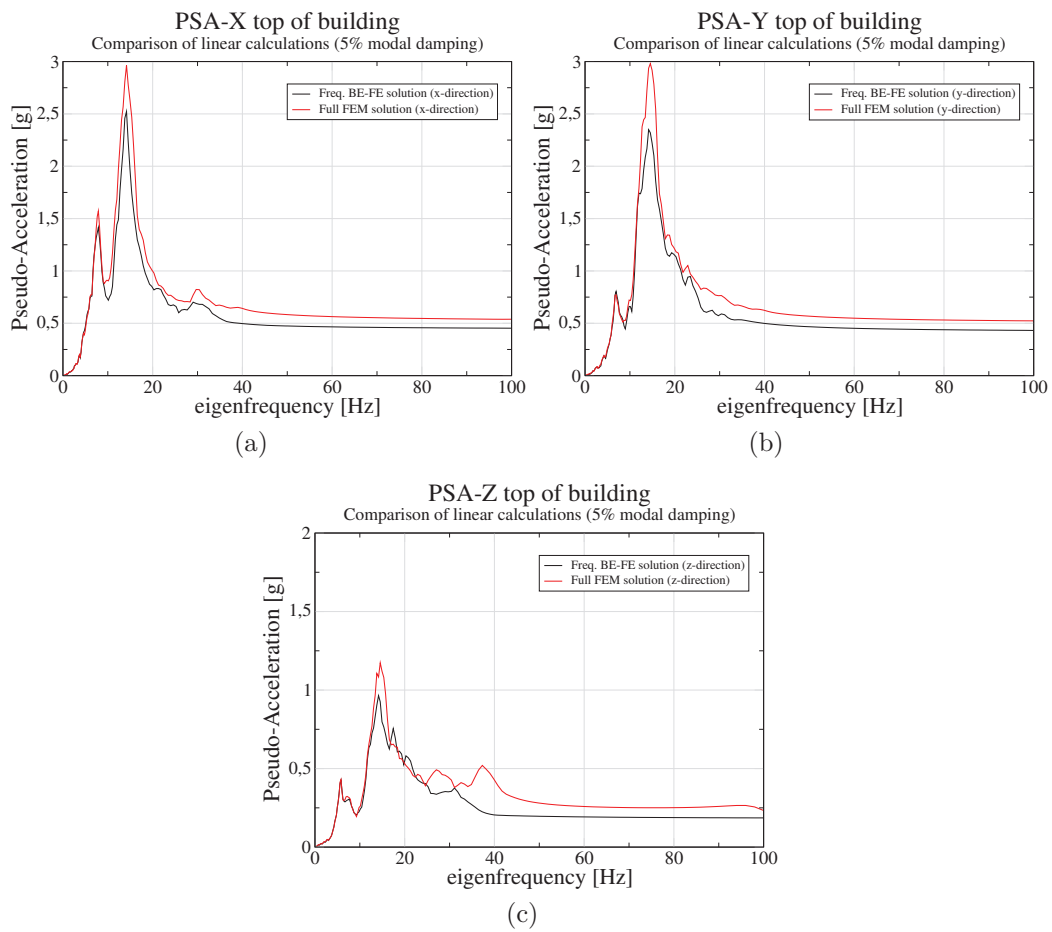 PSA-X top of building
Comparison of linear calculations (5% modal damping)
Pseudo-Acceleration [g]
3
2,5
2
1,5
1
0,5
0
Freq. BE-FE solution (x-direction)
Full FEM solution (x-direction)
0 20 40 60 80 100
eigenfrequency [Hz]
(a)
PSA-Y top of building
Comparison of linear calculations (5% modal damping)
Pseudo-Acceleration [g]
3
2,5
2
1,5
1
0,5
0
Freq. BE-FE solution (y-direction)
Full FEM solution (y-direction)
0 20 40 60 80 100
eigenfrequency [Hz]
(b)
PSA-Z top of building
Comparison of linear calculations (5% modal damping)
Pseudo-Acceleration [g]
2
1,5
1
0,5
0
Freq. BE-FE solution (z-direction)
Full FEM solution (z-direction)
0 20 40 60 80 100
eigenfrequency [Hz]
(c)